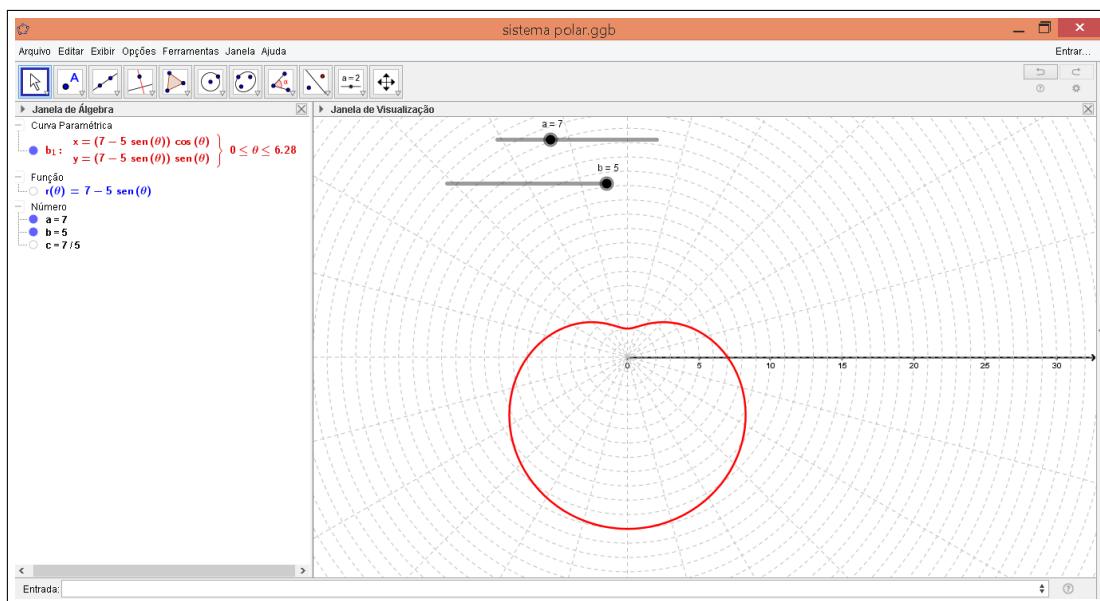 sistema polar.ggb
Arquivo Editar Exibir Opções Ferramentas Janela Ajuda
Entrar...
A
α
a = 2
Janela de Álgebra
Janela de Visualização
Curva Paramétrica
b₁: x = (7 − 5 sen (θ)) cos (θ)
y = (7 − 5 sen (θ)) sen (θ) } 0 ≤ θ ≤ 6.28
Função
r(θ) = 7 − 5 sen (θ)
Número
a = 7
b = 5
c = 7 / 5
a = 7
b = 5
0 5 10 15 20 25 30
Entrada: